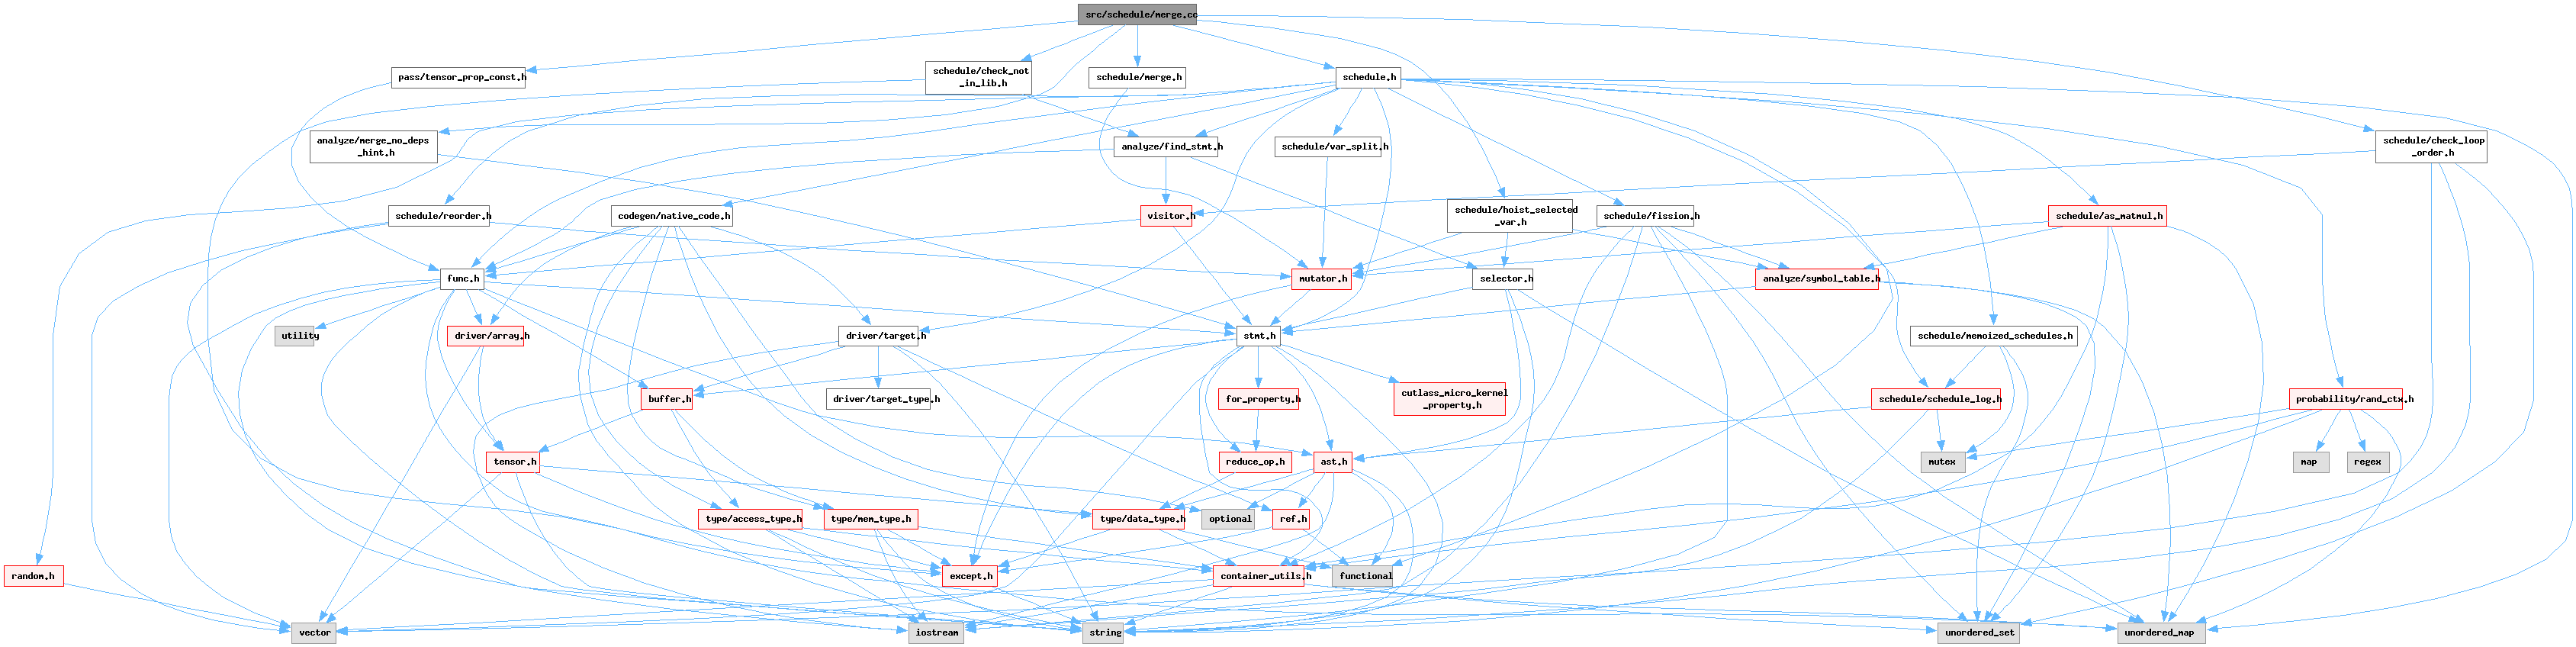 src/schedule/merge.cc
pass/tensor_prop_const.h
schedule/check_not
_in_lib.h
schedule/merge.h
schedule.h
analyze/merge_no_deps
_hint.h
analyze/find_stmt.h
schedule/var_split.h
schedule/check_loop
_order.h
schedule/reorder.h
codegen/native_code.h
visitor.h
schedule/hoist_selected
_var.h
schedule/fission.h
schedule/as_matmul.h
func.h
mutator.h
selector.h
analyze/symbol_table.h
utility
driver/array.h
driver/target.h
stmt.h
schedule/memoized_schedules.h
buffer.h
driver/target_type.h
for_property.h
cutlass_micro_kernel
_property.h
schedule/schedule_log.h
probability/rand_ctx.h
tensor.h
reduce_op.h
ast.h
mutex
map
regex
type/access_type.h
type/mem_type.h
type/data_type.h
optional
ref.h
random.h
except.h
container_utils.h
functional
vector
iostream
string
unordered_set
unordered_map